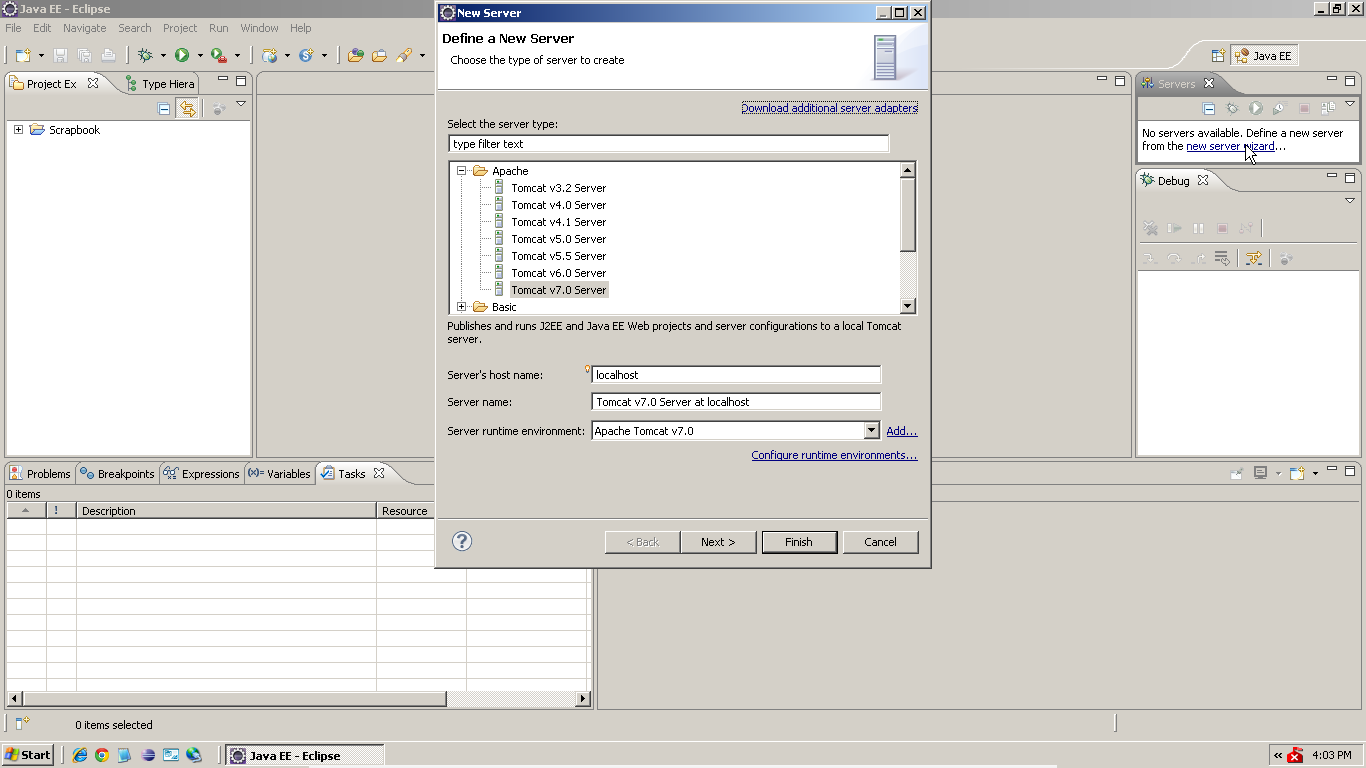 Java EE - Eclipse
File Edit Navigate Search Project Run Window Help
Java EE
Project Ex
Type Hiera
Scrapbook
New Server
Define a New Server
Choose the type of server to create
Download additional server adapters
Select the server type:
type filter text
Apache
Tomcat v3.2 Server
Tomcat v4.0 Server
Tomcat v4.1 Server
Tomcat v5.0 Server
Tomcat v5.5 Server
Tomcat v6.0 Server
Tomcat v7.0 Server
Basic
Publishes and runs J2EE and Java EE Web projects and server configurations to a local Tomcat
server.
Server's host name: localhost
Server name: Tomcat v7.0 Server at localhost
Server runtime environment: Apache Tomcat v7.0 Add...
Configure runtime environments...
? < Back Next > Finish Cancel
Servers
No servers available. Define a new server
from the new server wizard...
Debug
Problems Breakpoints Expressions (x)= Variables Tasks
0 items
! Description Resource
0 items selected
Start Java EE - Eclipse « 4:03 PM